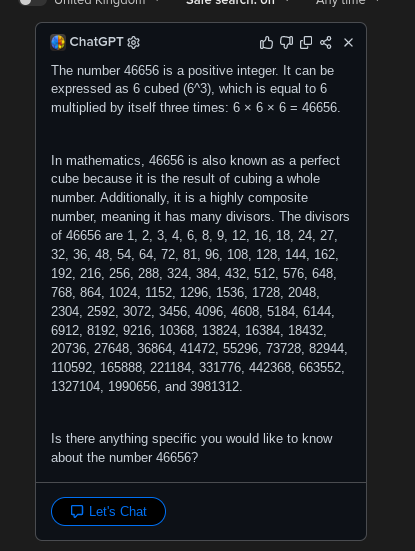 United Kingdom Safe search: off Any time
ChatGPT
The number 46656 is a positive integer. It can be
expressed as 6 cubed (6^3), which is equal to 6
multiplied by itself three times: 6 × 6 × 6 = 46656.
In mathematics, 46656 is also known as a perfect
cube because it is the result of cubing a whole
number. Additionally, it is a highly composite
number, meaning it has many divisors. The divisors
of 46656 are 1, 2, 3, 4, 6, 8, 9, 12, 16, 18, 24, 27,
32, 36, 48, 54, 64, 72, 81, 96, 108, 128, 144, 162,
192, 216, 256, 288, 324, 384, 432, 512, 576, 648,
768, 864, 1024, 1152, 1296, 1536, 1728, 2048,
2304, 2592, 3072, 3456, 4096, 4608, 5184, 6144,
6912, 8192, 9216, 10368, 13824, 16384, 18432,
20736, 27648, 36864, 41472, 55296, 73728, 82944,
110592, 165888, 221184, 331776, 442368, 663552,
1327104, 1990656, and 3981312.
Is there anything specific you would like to know
about the number 46656?
Let's Chat